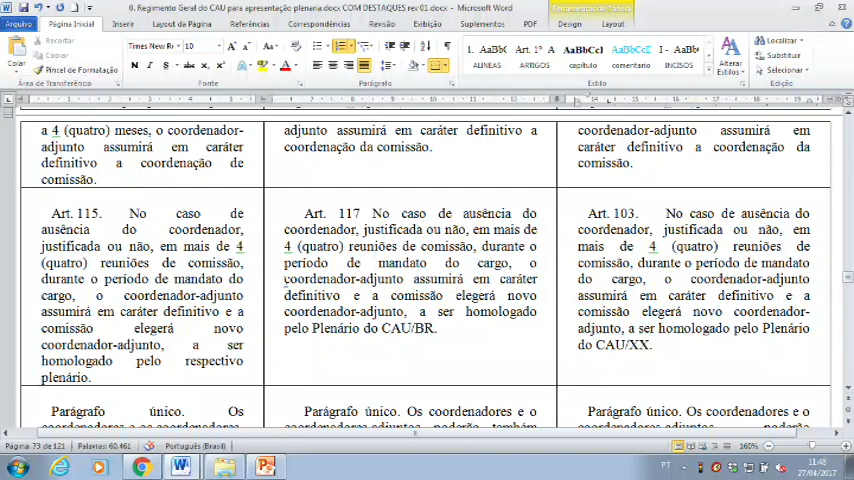 6. Regimento Geral do CAU para apresentação plenaria.docx COM DESTAQUES rev 01.docx - Microsoft Word
Arquivo Página Inicial Inserir Layout da Página Referências Correspondências Revisão Exibição Suplementos PDF Design Layout
Recortar
Copiar
Pincel de Formatação
Colar
Área de Transferência
Times New R 10
N I S abc x₂ x²
Fonte
Parágrafo
1. AaBb( ALINEAS
Art. 1º A ARTIGOS
AaBbCcI capítulo
AaBbCcD comentario
I - AaBb( INCISOS
Estilo
Alterar Estilos
Localizar
Substituir
Selecionar
Edição
a 4 (quatro) meses, o coordenador-
adjunto assumirá em caráter
definitivo a coordenação de
comissão.
adjunto assumirá em caráter definitivo a
coordenação da comissão.
coordenador-adjunto assumirá em
caráter definitivo a coordenação da
comissão.
Art. 115. No caso de
ausência do coordenador,
justificada ou não, em mais de 4
(quatro) reuniões de comissão,
durante o período de mandato do
cargo, o coordenador-adjunto
assumirá em caráter definitivo e a
comissão elegerá novo
coordenador-adjunto, a ser
homologado pelo respectivo
plenário.
Art. 117 No caso de ausência do
coordenador, justificada ou não, em mais de
4 (quatro) reuniões de comissão, durante o
período de mandato do cargo, o
coordenador-adjunto assumirá em caráter
definitivo e a comissão elegerá novo
coordenador-adjunto, a ser homologado
pelo Plenário do CAU/BR.
Art. 103. No caso de ausência do
coordenador, justificada ou não, em
mais de 4 (quatro) reuniões de
comissão, durante o período de mandato
do cargo, o coordenador-adjunto
assumirá em caráter definitivo e a
comissão elegerá novo coordenador-
adjunto, a ser homologado pelo Plenário
do CAU/XX.
Parágrafo único. Os
Parágrafo único. Os coordenadores e o
Parágrafo único. Os coordenadores e o
Página: 73 de 121 Palavras: 60.461 Português (Brasil) 160%
PT 11:45
27/04/2017